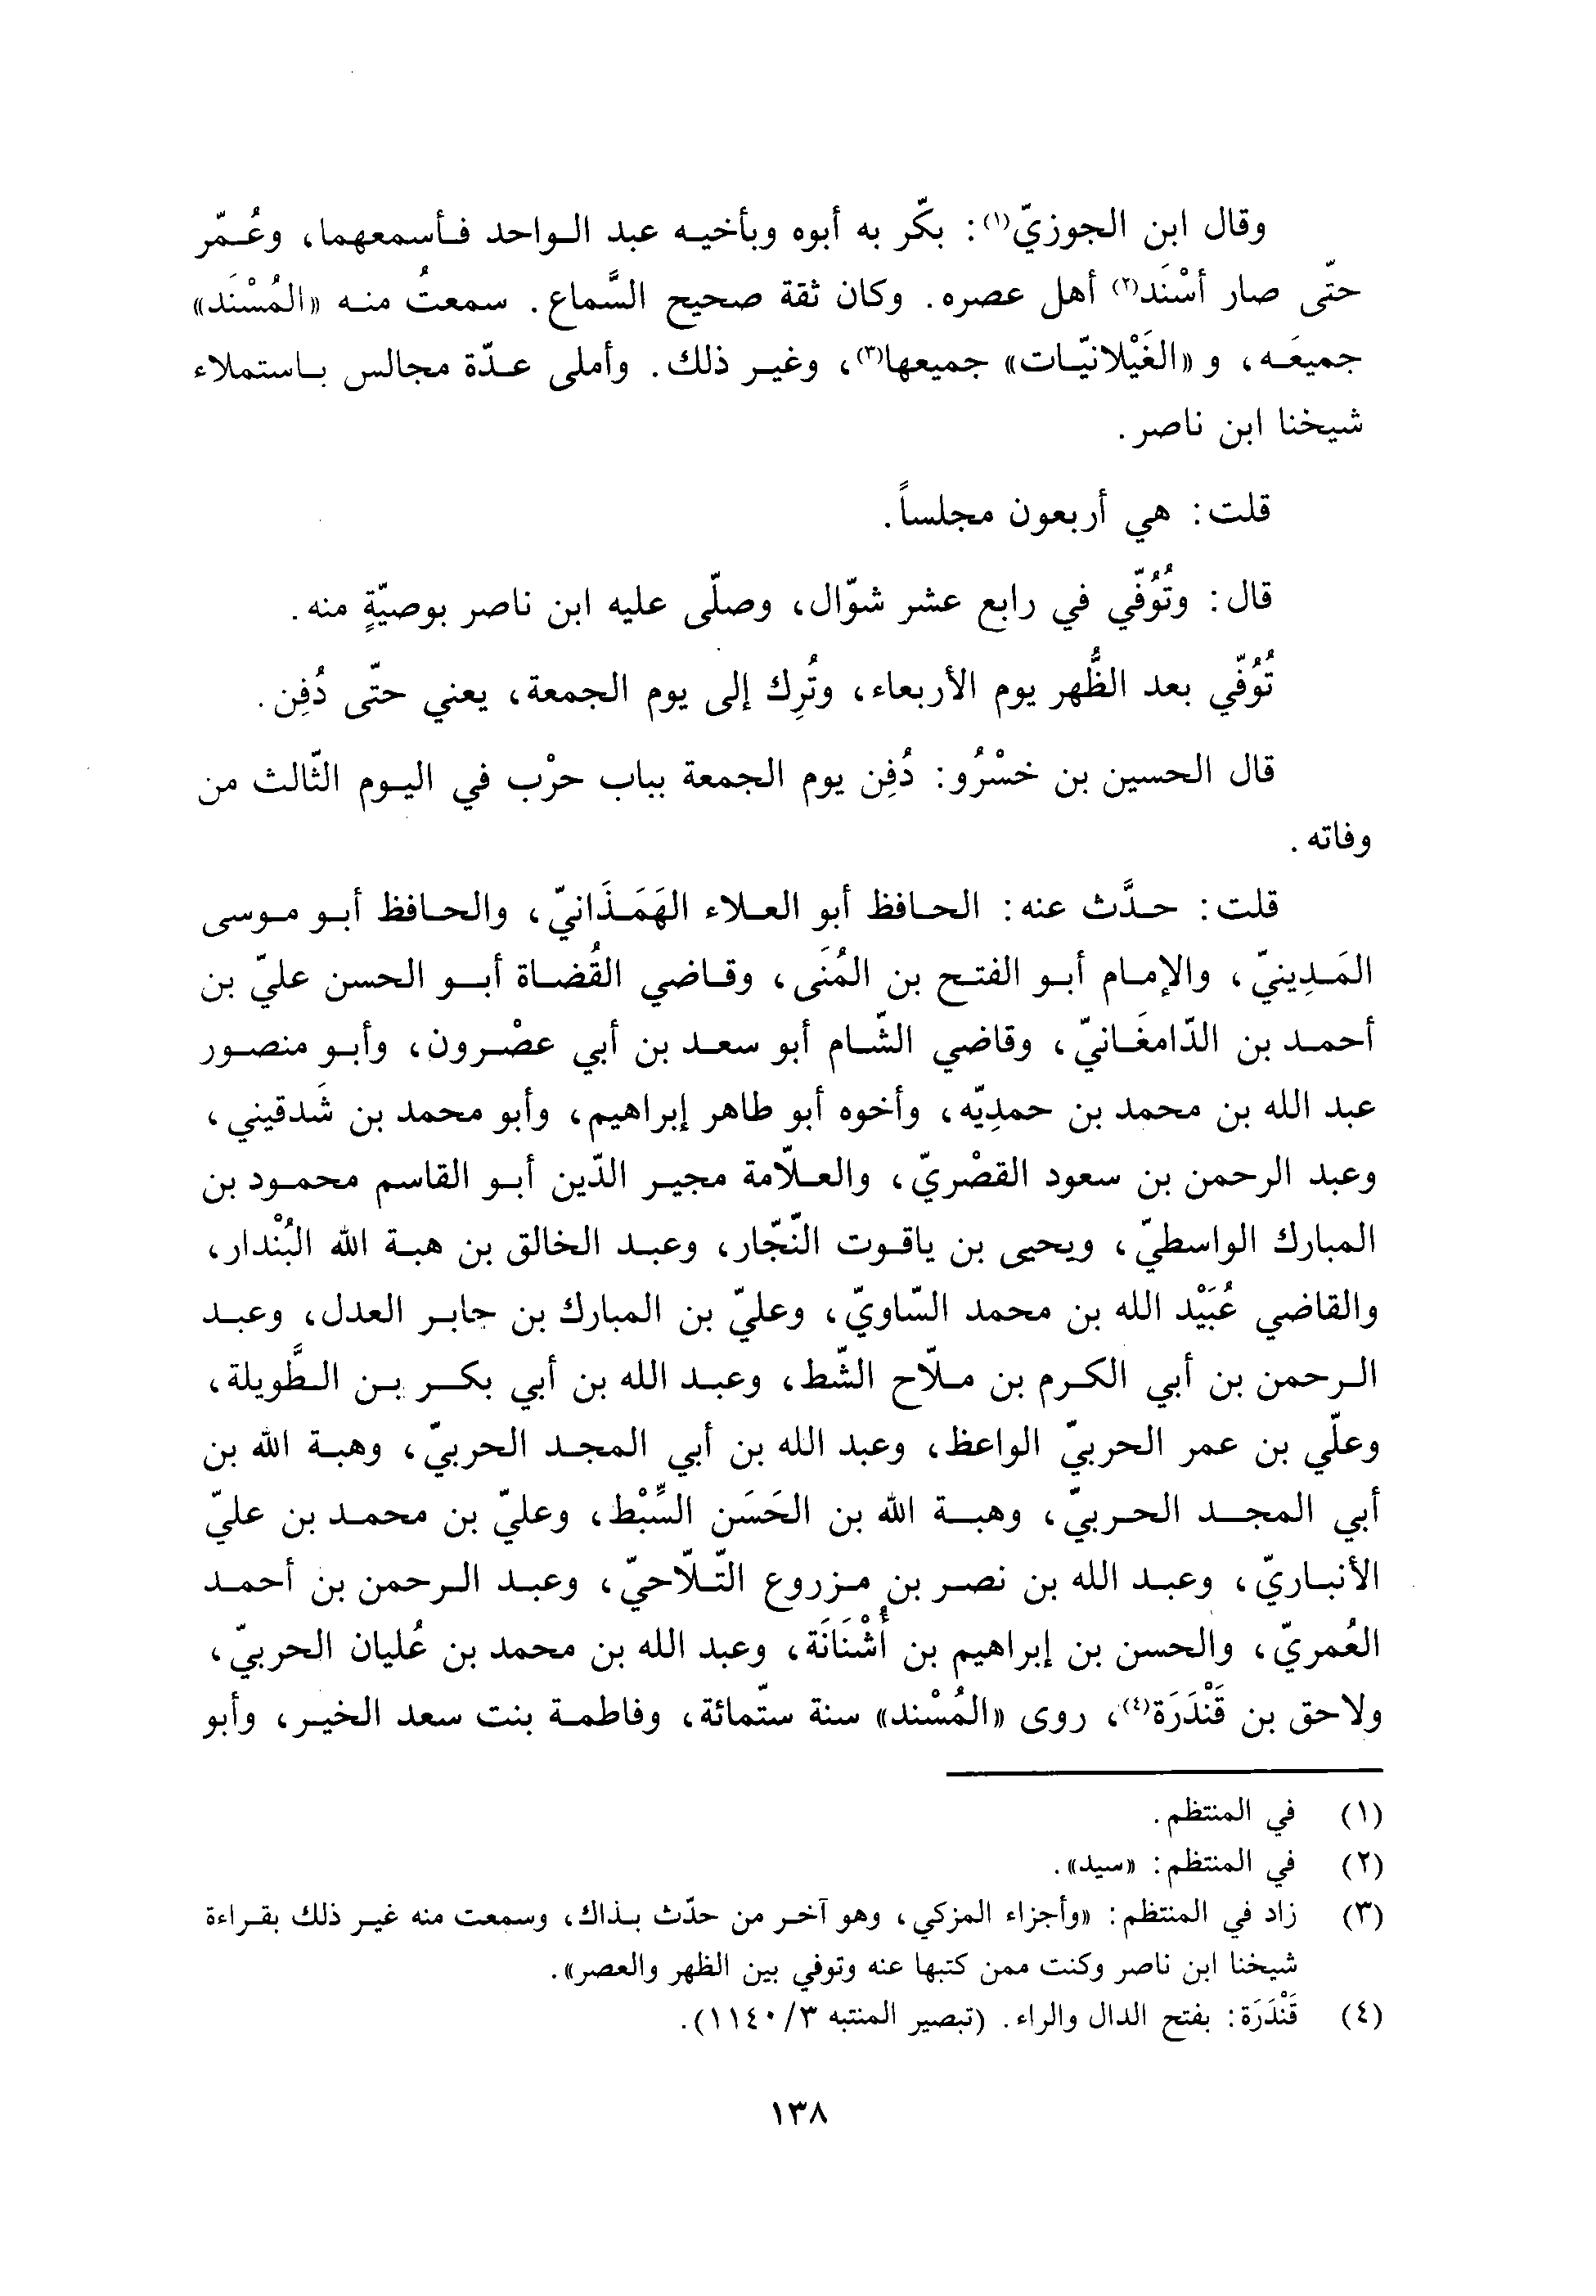 وقال ابن الجوزيّ(١): بكّر به أبوه وبأخيه عبد الواحد فأسمعهما، وعُمّر
حتّى صار أسْنَد(٢) أهل عصره. وكان ثقة صحيح السَّماع. سمعتُ منه «المُسْنَد»
جميعَه، و «الغَيْلانيّات» جميعها(٣)، وغير ذلك. وأملى عدّة مجالس باستملاء
شيخنا ابن ناصر.
قلت: هي أربعون مجلساً.
قال: وتُوُفّي في رابع عشر شوّال، وصلّى عليه ابن ناصر بوصيّةٍ منه.
تُوُفّي بعد الظُّهر يوم الأربعاء، وتُرِك إلى يوم الجمعة، يعني حتّى دُفِن.
قال الحسين بن خسْرُو: دُفِن يوم الجمعة بباب حرْب في اليوم الثّالث من
وفاته.
قلت: حدَّث عنه: الحافظ أبو العلاء الهَمَذَانيّ، والحافظ أبو موسى
المَدِينيّ، والإمام أبو الفتح بن المُنَى، وقاضي القُضاة أبو الحسن عليّ بن
أحمد بن الدّامغَانيّ، وقاضي الشّام أبو سعد بن أبي عصْرون، وأبو منصور
عبد الله بن محمد بن حمدِيّه، وأخوه أبو طاهر إبراهيم، وأبو محمد بن شَدقيني،
وعبد الرحمن بن سعود القصْريّ، والعلّامة مجير الدّين أبو القاسم محمود بن
المبارك الواسطيّ، ويحيى بن ياقوت النّجّار، وعبد الخالق بن هبة الله البُنْدار،
والقاضي عُبَيْد الله بن محمد السّاويّ، وعليّ بن المبارك بن جابر العدل، وعبد
الرحمن بن أبي الكرم بن ملّاح الشّط، وعبد الله بن أبي بكر بن الطَّويلة،
وعلّي بن عمر الحربيّ الواعظ، وعبد الله بن أبي المجد الحربيّ، وهبة الله بن
أبي المجد الحربيّ، وهبة الله بن الحَسَن السِّبْط، وعليّ بن محمد بن عليّ
الأنباريّ، وعبد الله بن نصر بن مزروع التّلّاحيّ، وعبد الرحمن بن أحمد
العُمريّ، والحسن بن إبراهيم بن أُشْنَانَة، وعبد الله بن محمد بن عُليان الحربيّ،
ولاحق بن قَنْدَرَة(٤)، روى «المُسْند» سنة ستّمائة، وفاطمة بنت سعد الخير، وأبو
(١) في المنتظم.
(٢) في المنتظم: «سيد».
(٣) زاد في المنتظم: «وأجزاء المزكي، وهو آخر من حدّث بذاك، وسمعت منه غير ذلك بقراءة
شيخنا ابن ناصر وكنت ممن كتبها عنه وتوفي بين الظهر والعصر».
(٤) قَنْدَرَة: بفتح الدال والراء. (تبصير المنتبه ٣/ ١١٤٠).
١٣٨